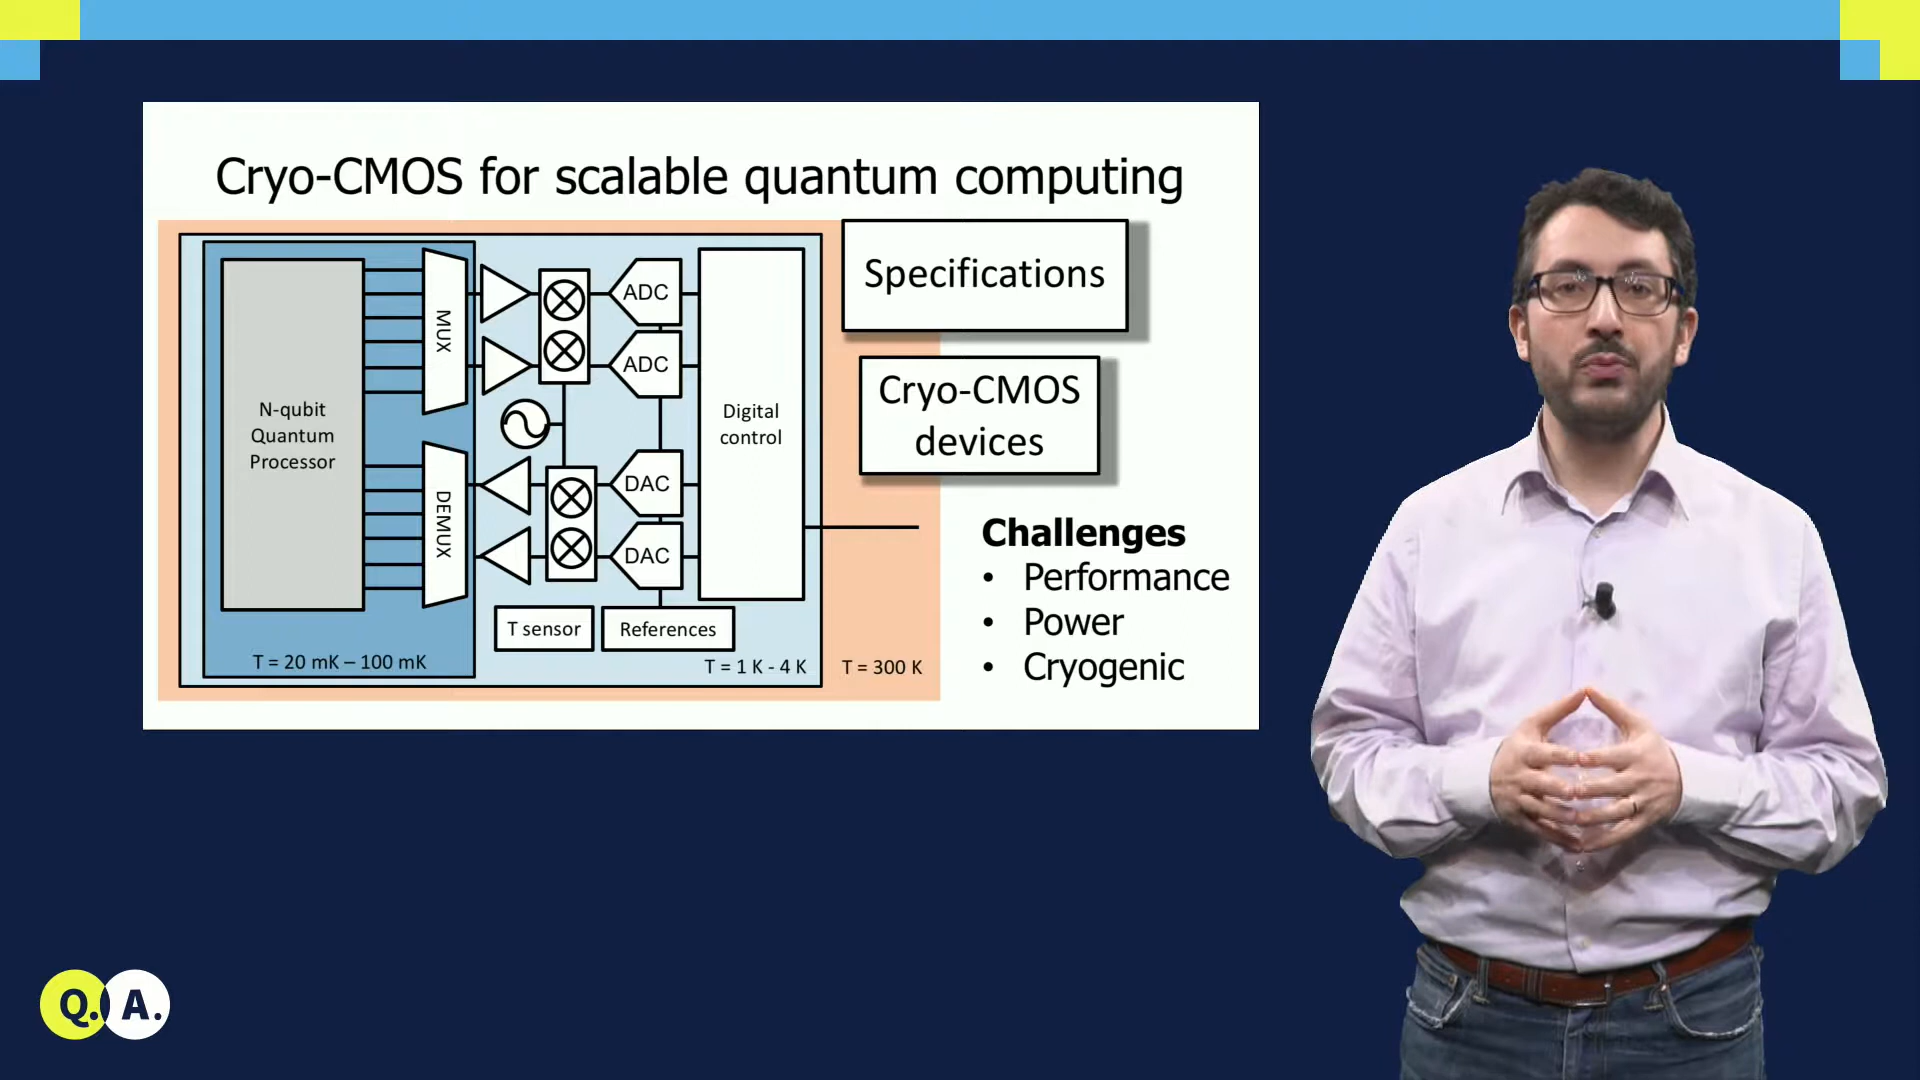 Cryo-CMOS for scalable quantum computing
N-qubit
Quantum
Processor
MUX
DEMUX
ADC
ADC
DAC
DAC
Digital
control
T sensor
References
T = 20 mK – 100 mK
T = 1 K - 4 K
T = 300 K
Specifications
Cryo-CMOS
devices
Challenges
• Performance
• Power
• Cryogenic
Q. A.